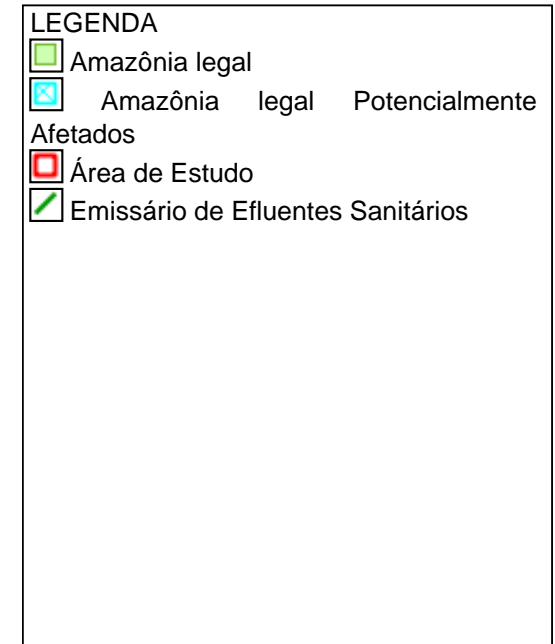 LEGENDA
Amazônia legal
Amazônia legal Potencialmente
Afetados
Área de Estudo
Emissário de Efluentes Sanitários